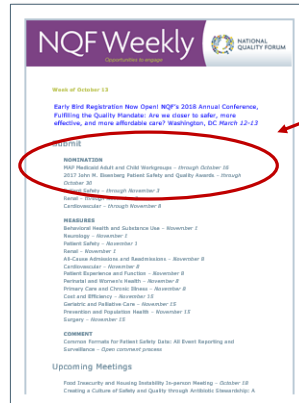 NQF Weekly
Opportunities to engage
NATIONAL
QUALITY FORUM
Week of October 13
Early Bird Registration Now Open! NQF's 2018 Annual Conference,
Fulfilling the Quality Mandate: Are we closer to safer, more
effective, and more affordable care? Washington, DC March 12-13
Submit
NOMINATION
MAP Medicaid Adult and Child Workgroups – through October 16
2017 John M. Eisenberg Patient Safety and Quality Awards – through
October 30
Patient Safety – through November 3
Renal – through November
Cardiovascular – through November 8
MEASURES
Behavioral Health and Substance Use – November 1
Neurology – November 1
Patient Safety – November 1
Renal – November 1
All-Cause Admissions and Readmissions – November 8
Cardiovascular – November 8
Patient Experience and Function – November 8
Perinatal and Women's Health – November 8
Primary Care and Chronic Illness – November 8
Cost and Efficiency – November 15
Geriatric and Palliative Care – November 15
Prevention and Population Health – November 15
Surgery – November 15
COMMENT
Common Formats for Patient Safety Data: All Event Reporting and
Surveillance – Open comment process
Upcoming Meetings
Food Insecurity and Housing Instability In-person Meeting – October 18
Creating a Culture of Safety and Quality through Antibiotic Stewardship: A